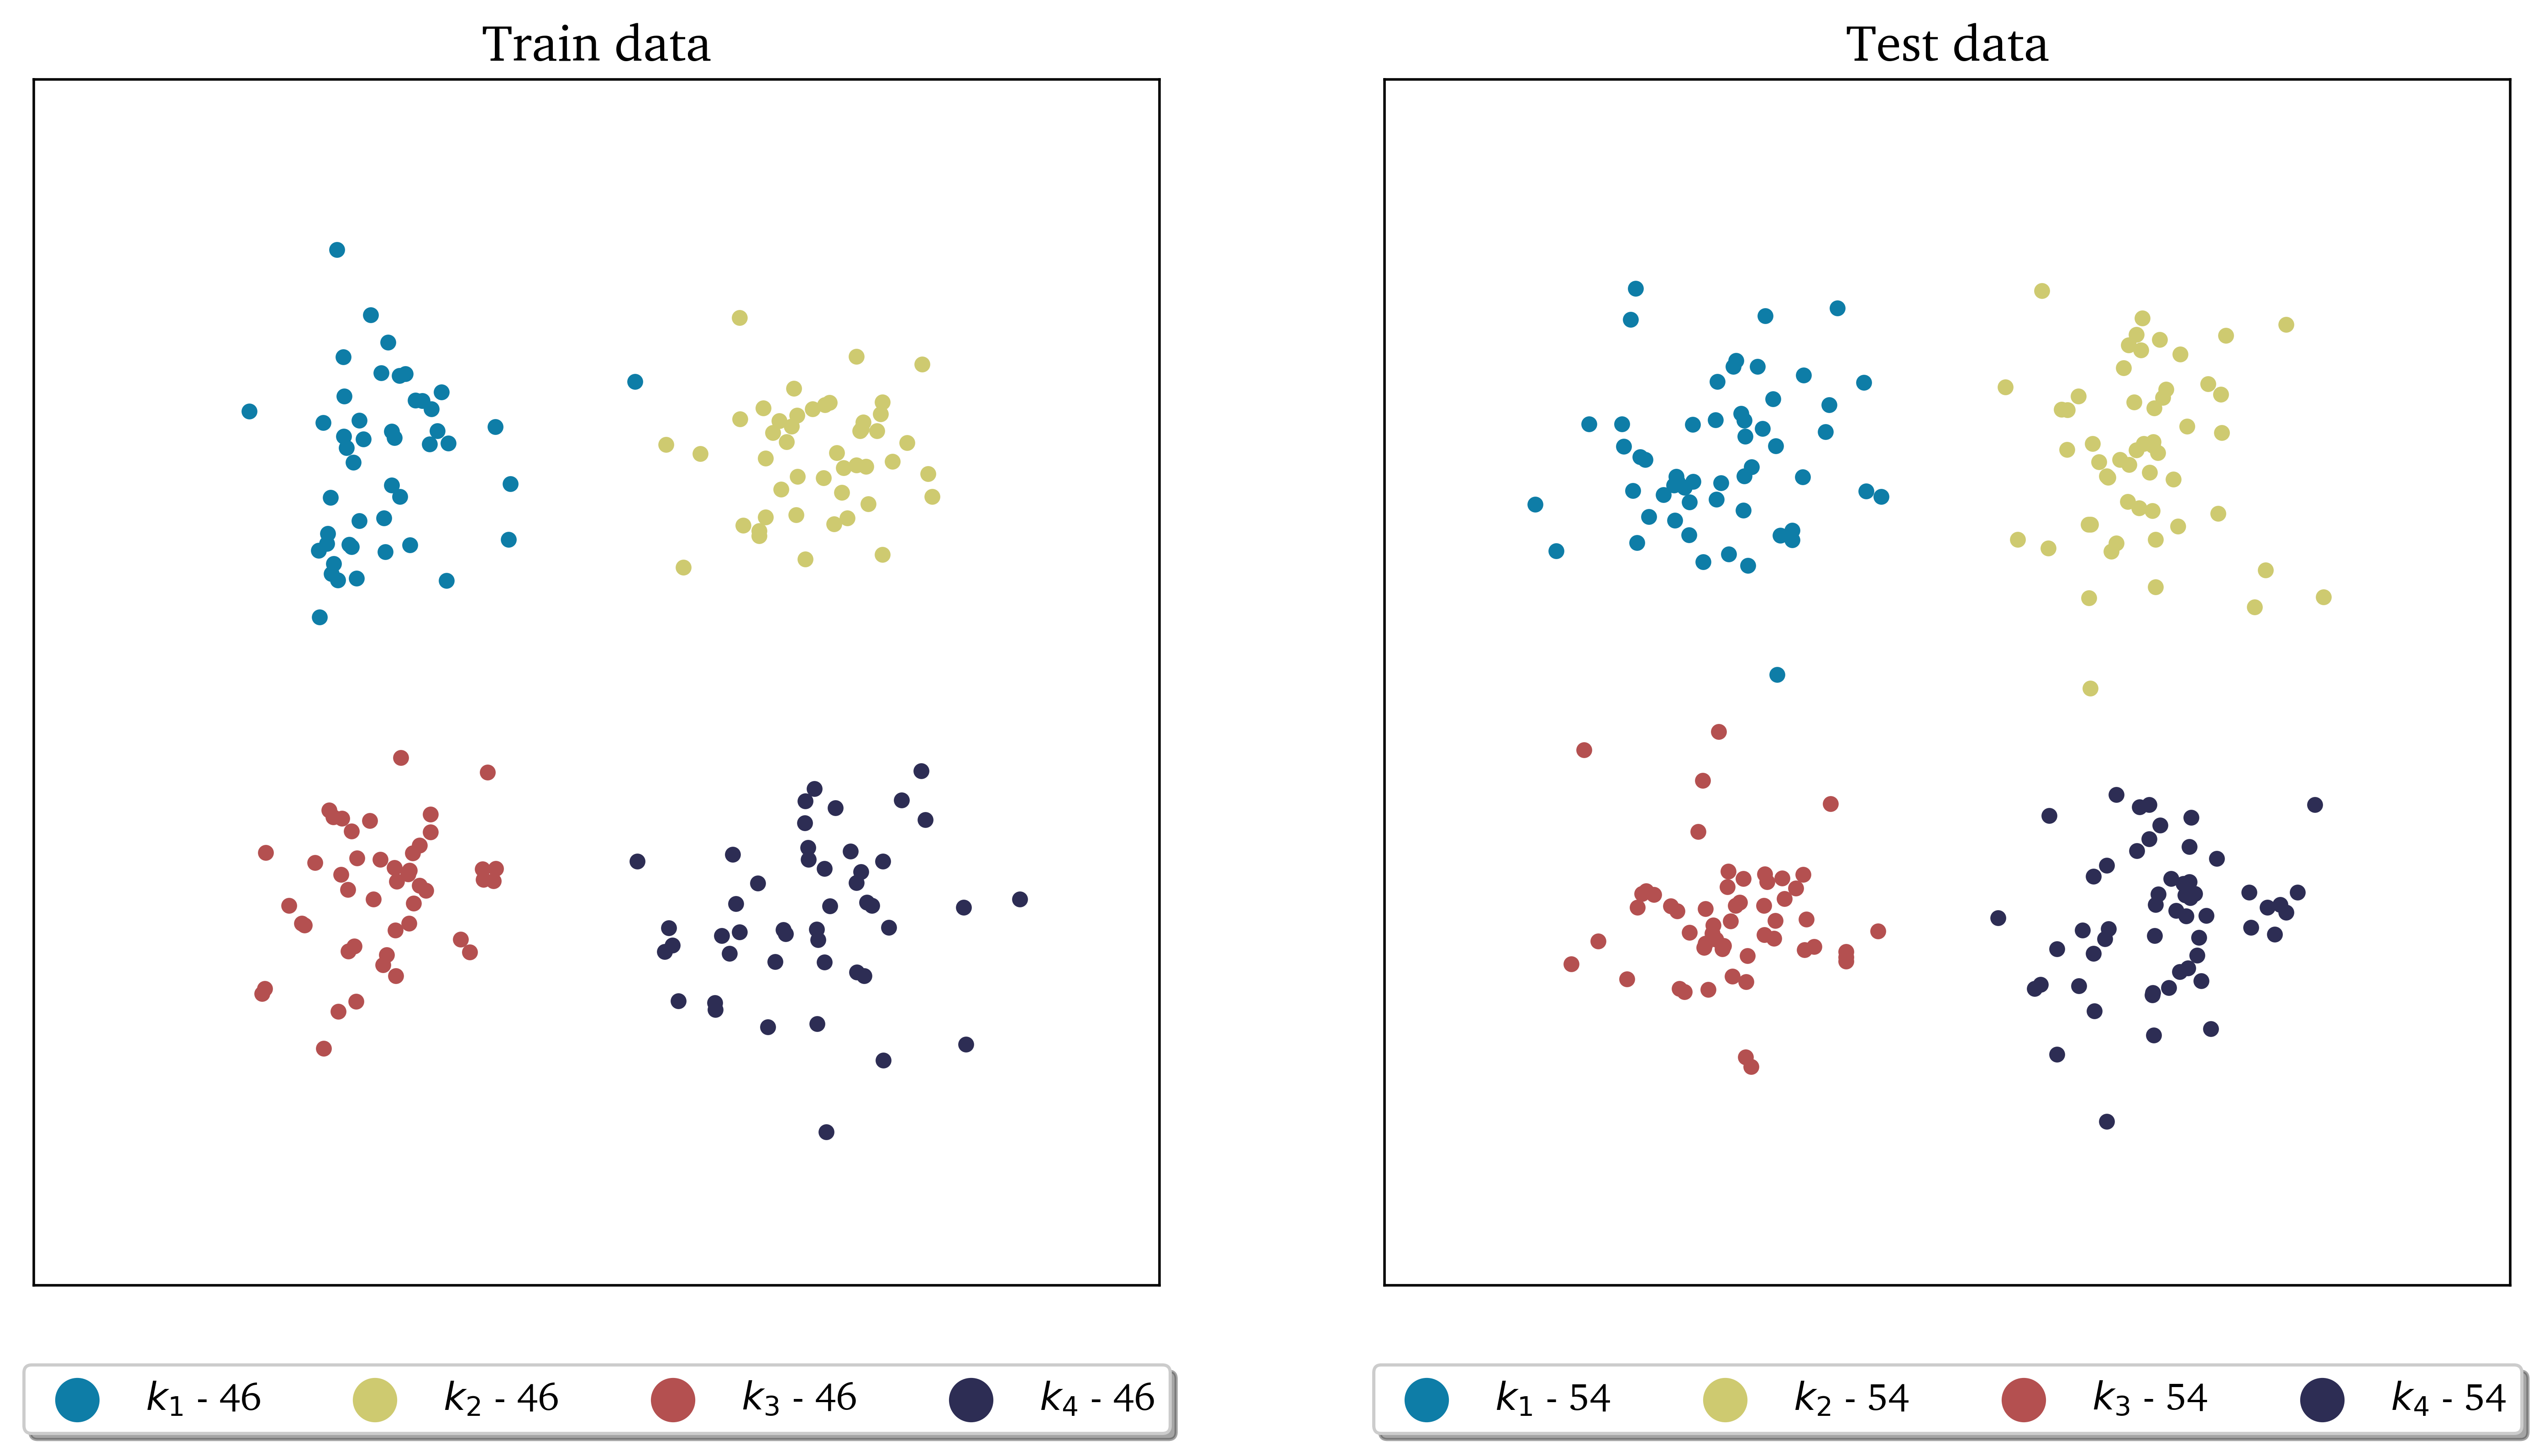 Train data
Test data
k₁ - 46 k₂ - 46 k₃ - 46 k₄ - 46
k₁ - 54 k₂ - 54 k₃ - 54 k₄ - 54